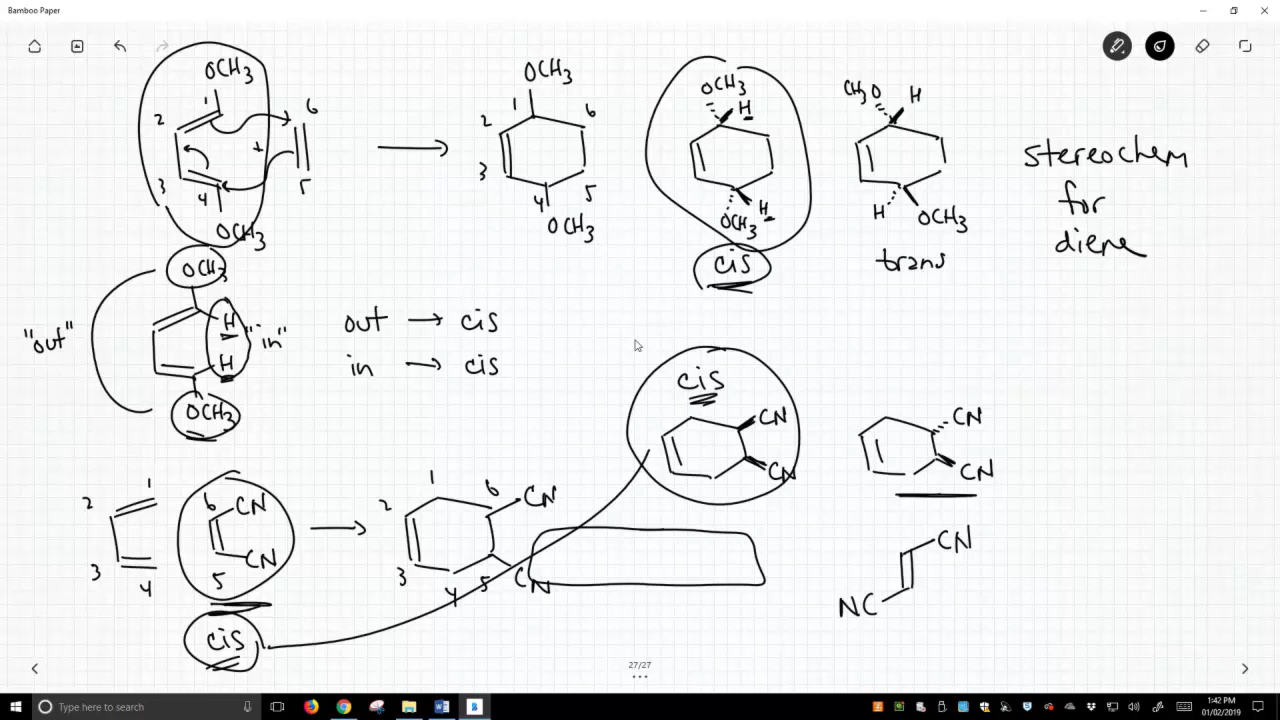 Bamboo Paper
OCH3
1
2
3
4
OCH3
+
6
5
OCH3
1
2
3
4
5
6
OCH3
OCH3
H
H
OCH3
cis
CH3O
H
H
OCH3
trans
stereochem
for
diene
"out"
OCH3
H
H
OCH3
"in"
out → cis
in → cis
1
2
3
4
6
CN
CN
5
cis
1
2
3
4
5
6
CN
CN
cis
CN
CN
CN
CN
CN
NC
27/27
Type here to search
1:42 PM
01/02/2019